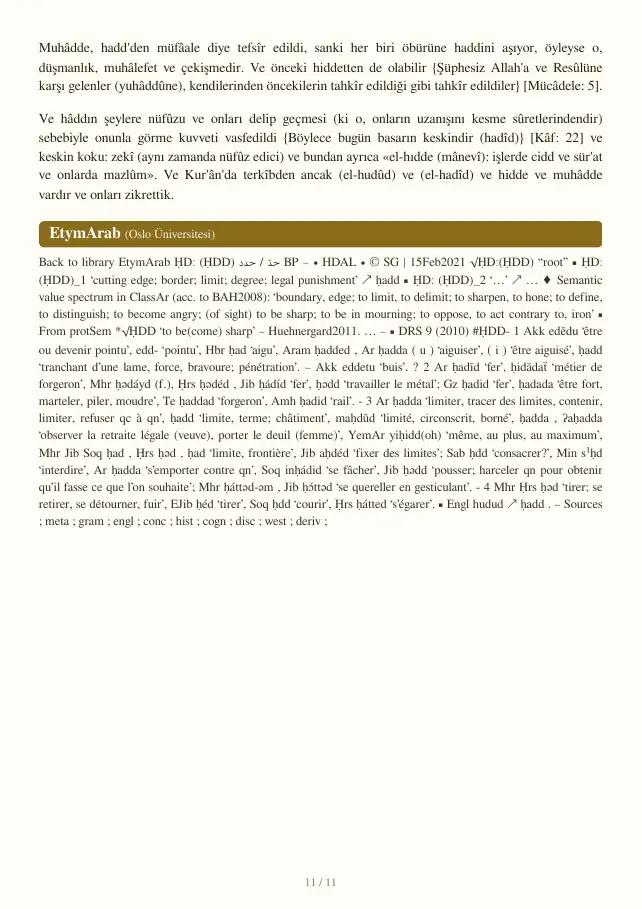 Muhâdde, hadd'den müfâale diye tefsîr edildi, sanki her biri öbürüne haddini aşıyor, öyleyse o,
düşmanlık, muhâlefet ve çekişmedir. Ve önceki hiddetten de olabilir {Şüphesiz Allah'a ve Resûlüne
karşı gelenler (yuhâddûne), kendilerinden öncekilerin tahkîr edildiği gibi tahkîr edildiler} [Mücâdele: 5].
Ve hâddın şeylere nüfûzu ve onları delip geçmesi (ki o, onların uzanışını kesme sûretlerindendir)
sebebiyle onunla görme kuvveti vasfedildi {Böylece bugün basarın keskindir (hadîd)} [Kâf: 22] ve
keskin koku: zekî (aynı zamanda nüfûz edici) ve bundan ayrıca «el-hıdde (mânevî): işlerde cidd ve sür'at
ve onlarda mazlûm». Ve Kur'ân'da terkîbden ancak (el-hudûd) ve (el-hadîd) ve hidde ve muhâdde
vardır ve onları zikrettik.
EtymArab (Oslo Üniversitesi)
Back to library EtymArab ḤD: (ḤDD) حدّ / حدد BP – • HDAL • © SG | 15Feb2021 √ḤD:(ḤDD) “root” ▪ ḤD:
(ḤDD)_1 ‘cutting edge; border; limit; degree; legal punishment’ ↗ ḥadd ▪ ḤD: (ḤDD)_2 ‘…’ ↗ … ♦ Semantic
value spectrum in ClassAr (acc. to BAH2008): ‘boundary, edge; to limit, to delimit; to sharpen, to hone; to define,
to distinguish; to become angry; (of sight) to be sharp; to be in mourning; to oppose, to act contrary to, iron’ ▪
From protSem *√ḤDD ‘to be(come) sharp’ – Huehnergard2011. … – ▪ DRS 9 (2010) #ḤDD- 1 Akk edēdu ‘être
ou devenir pointu’, edd- ‘pointu’, Hbr ḥad ‘aigu’, Aram ḥadded , Ar ḥadda ( u ) ‘aiguiser’, ( i ) ‘être aiguisé’, ḥadd
‘tranchant d’une lame, force, bravoure; pénétration’. – Akk eddetu ‘buis’. ? 2 Ar ḥadīd ‘fer’, ḥidādaẗ ‘métier de
forgeron’, Mhr ḥədáyd (f.), Ḥrs ḥədéd , Jib ḥádíd ‘fer’, ḥədd ‘travailler le métal’; Gz ḥadid ‘fer’, ḥadada ‘être fort,
marteler, piler, moudre’, Te ḥaddad ‘forgeron’, Amh ḥadid ‘rail’. - 3 Ar ḥadda ‘limiter, tracer des limites, contenir,
limiter, refuser qc à qn’, ḥadd ‘limite, terme; châtiment’, maḥdūd ‘limité, circonscrit, borné’, ḥadda , ʔaḥadda
‘observer la retraite légale (veuve), porter le deuil (femme)’, YemAr yiḥidd(oh) ‘même, au plus, au maximum’,
Mhr Jib Soq ḥad , Ḥrs ḥəd , ḥad ‘limite, frontière’, Jib aḥdéd ‘fixer des limites’; Sab ḥdd ‘consacrer?’, Min s¹ḥd
‘interdire’, Ar ḥadda ‘s’emporter contre qn’, Soq inḥádid ‘se fâcher’, Jib ḥədd ‘pousser; harceler qn pour obtenir
qu’il fasse ce que l’on souhaite’; Mhr ḥáttəd-əm , Jib ḥóttəd ‘se quereller en gesticulant’. - 4 Mhr Ḥrs ḥəd ‘tirer; se
retirer, se détourner, fuir’, EJib ḥéd ‘tirer’, Soq ḥdd ‘courir’, Ḥrs ḥátted ‘s’égarer’. ▪ Engl hudud ↗ ḥadd . – Sources
; meta ; gram ; engl ; conc ; hist ; cogn ; disc ; west ; deriv ;
11 / 11